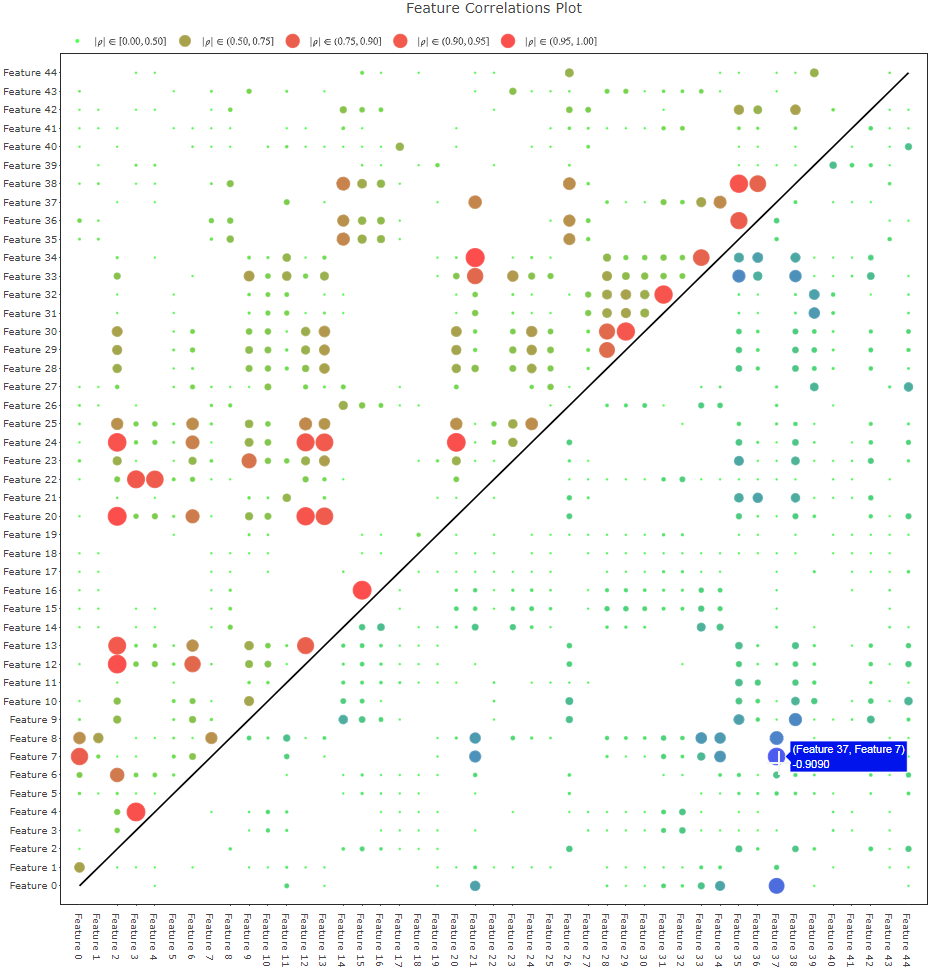 Feature Correlations Plot
|ρ| ∈ [0.00, 0.50] |ρ| ∈ (0.50, 0.75] |ρ| ∈ (0.75, 0.90] |ρ| ∈ (0.90, 0.95] |ρ| ∈ (0.95, 1.00]
Feature 44
Feature 43
Feature 42
Feature 41
Feature 40
Feature 39
Feature 38
Feature 37
Feature 36
Feature 35
Feature 34
Feature 33
Feature 32
Feature 31
Feature 30
Feature 29
Feature 28
Feature 27
Feature 26
Feature 25
Feature 24
Feature 23
Feature 22
Feature 21
Feature 20
Feature 19
Feature 18
Feature 17
Feature 16
Feature 15
Feature 14
Feature 13
Feature 12
Feature 11
Feature 10
Feature 9
Feature 8
Feature 7
(Feature 37, Feature 7)
-0.9090
Feature 6
Feature 5
Feature 4
Feature 3
Feature 2
Feature 1
Feature 0
Feature 0
Feature 1
Feature 2
Feature 3
Feature 4
Feature 5
Feature 6
Feature 7
Feature 8
Feature 9
Feature 10
Feature 11
Feature 12
Feature 13
Feature 14
Feature 15
Feature 16
Feature 17
Feature 18
Feature 19
Feature 20
Feature 21
Feature 22
Feature 23
Feature 24
Feature 25
Feature 26
Feature 27
Feature 28
Feature 29
Feature 30
Feature 31
Feature 32
Feature 33
Feature 34
Feature 35
Feature 36
Feature 37
Feature 38
Feature 39
Feature 40
Feature 41
Feature 42
Feature 43
Feature 44